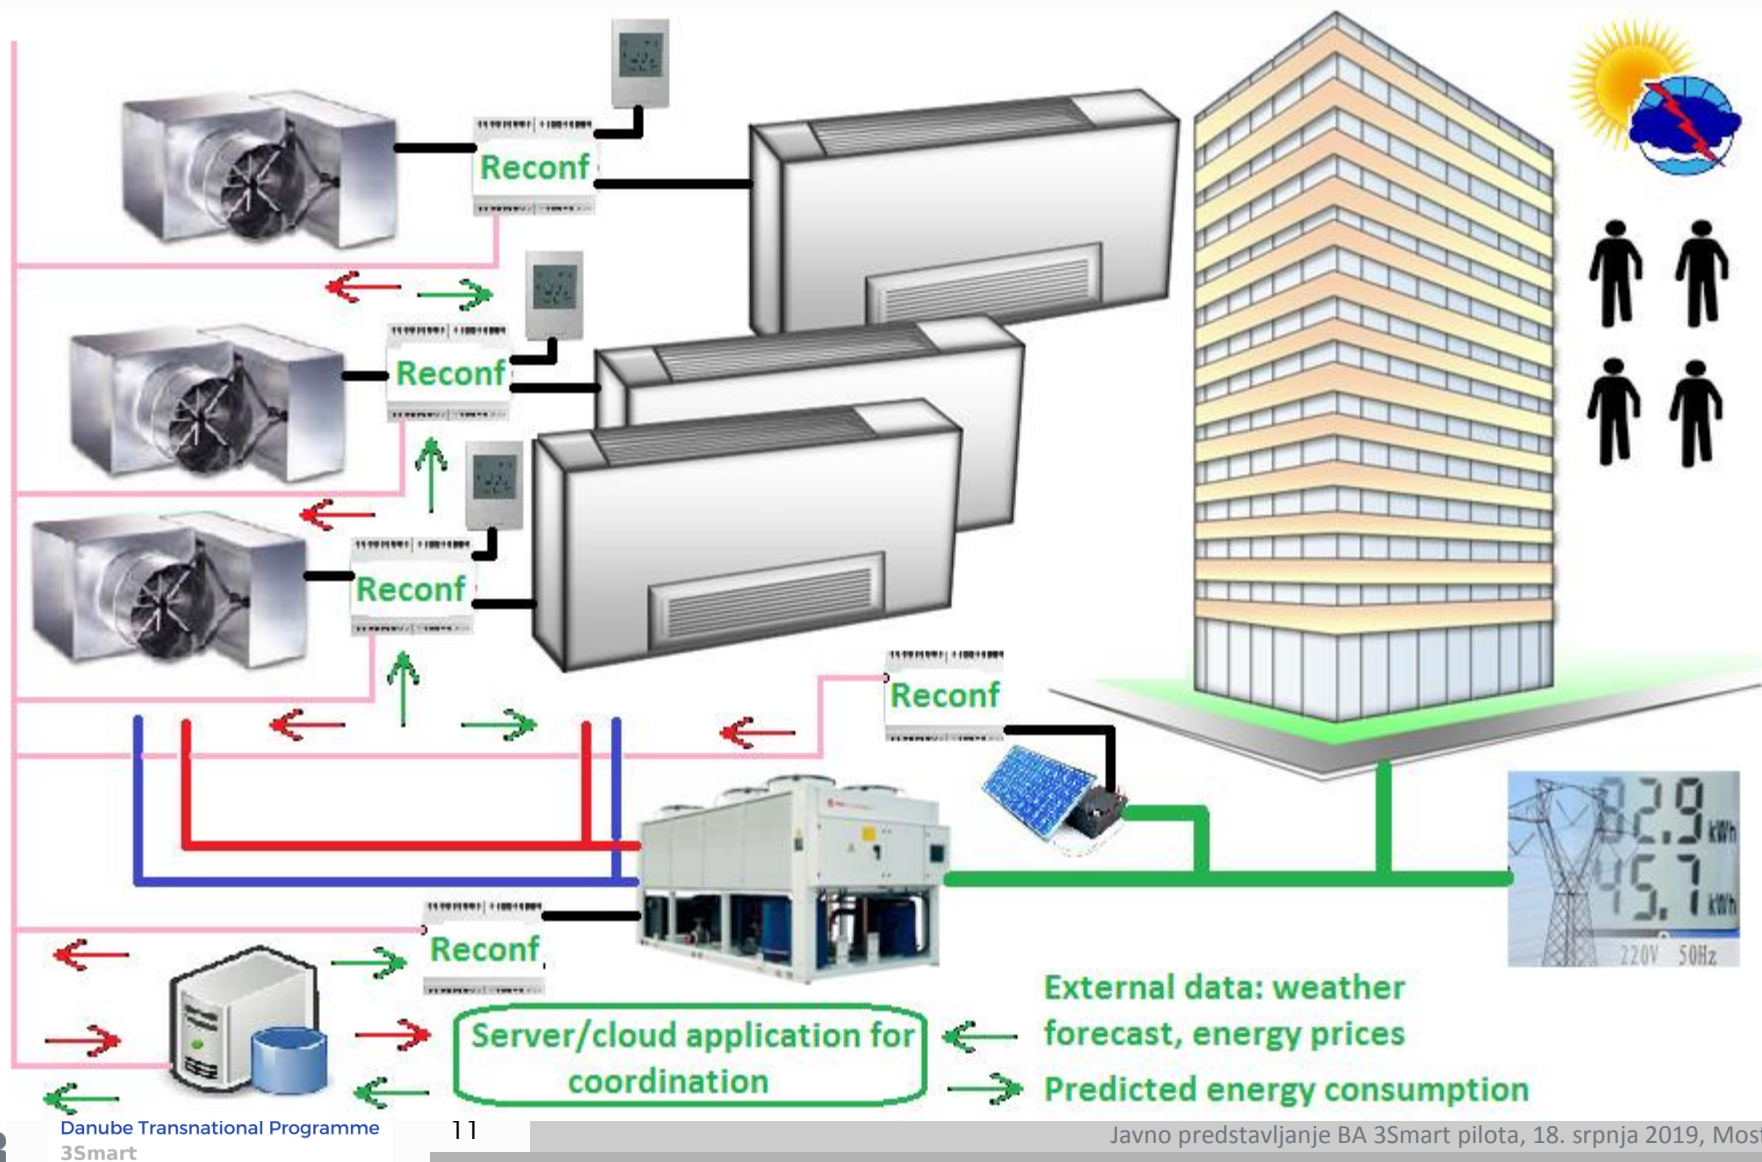 Reconf
Reconf
Reconf
Reconf
Reconf
Server/cloud application for
coordination
External data: weather
forecast, energy prices
Predicted energy consumption
kWh
45.7 kWh
220V 50Hz
Danube Transnational Programme
3Smart
11
Javno predstavljanje BA 3Smart pilota, 18. srpnja 2019, Most